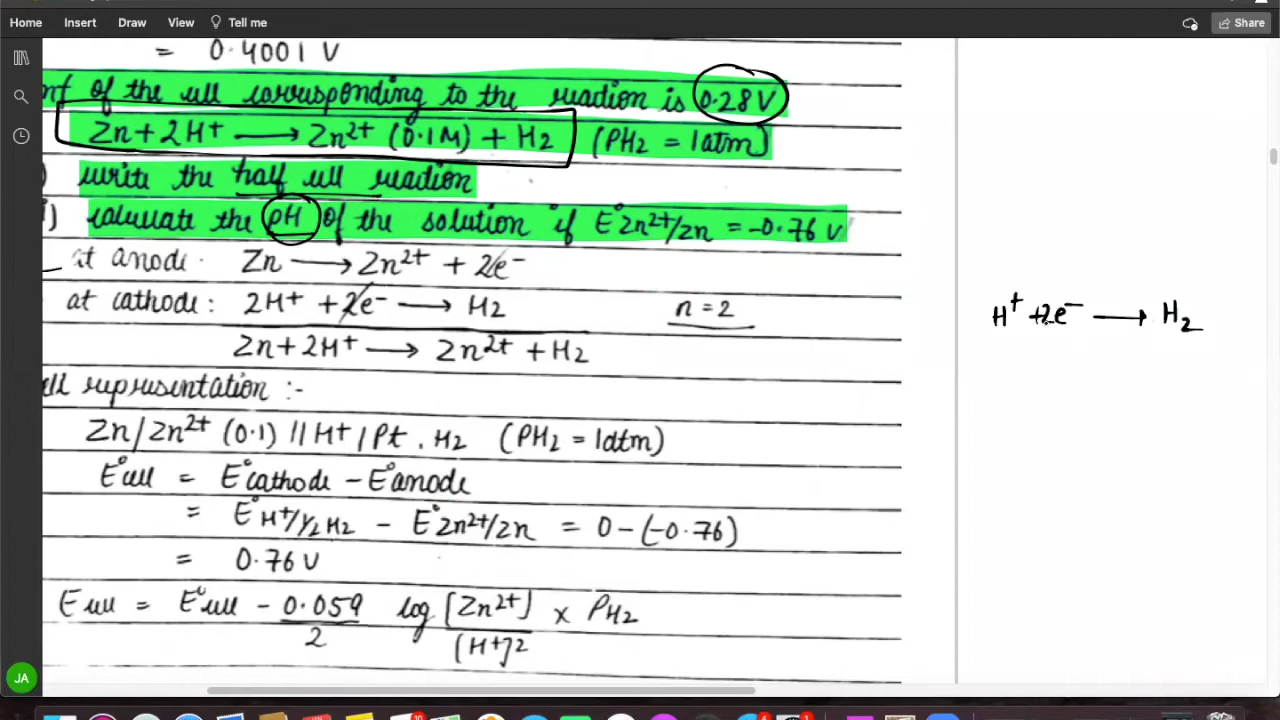 Home Insert Draw View Tell me Share
= 0.4001 V
nt of the cell corresponding to the reaction is 0.28V
Zn + 2H+ ⟶ Zn²+ (0.1M) + H2 (PH2 = 1atm)
) write the half cell reaction
) calculate the pH of the solution if E°Zn²+/Zn = -0.76 V
at anode. Zn ⟶ Zn²+ + 2e-
at cathode: 2H+ + 2e- ⟶ H2 n = 2
H+ + 2e- ⟶ H2
Zn + 2H+ ⟶ Zn²+ + H2
ell representation :-
Zn/Zn²+ (0.1) // H+ / Pt . H2 (PH2 = 1atm)
E°cell = E°cathode - E°anode
= E°H+/½H2 - E°Zn²+/Zn = 0 - (-0.76)
= 0.76 V
E cell = E°cell - 0.059/2 log [Zn²+]/[H+]² x PH2
JA